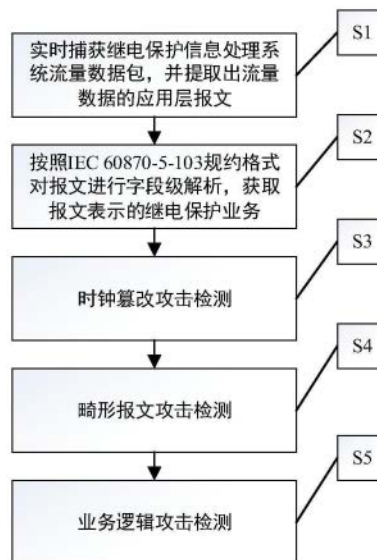 实时捕获继电保护信息处理系
统流量数据包，并提取出流量
数据的应用层报文
S1
按照IEC 60870-5-103规约格式
对报文进行字段级解析，获取
报文表示的继电保护业务
S2
时钟篡改攻击检测
S3
畸形报文攻击检测
S4
业务逻辑攻击检测
S5